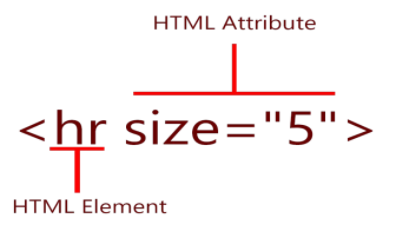 HTML Attribute
<hr size="5">
HTML Element